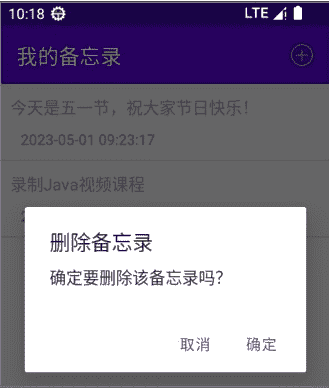 10:18 LTE
我的备忘录
今天是五一节，祝大家节日快乐！
2023-05-01 09:23:17
录制Java视频课程
删除备忘录
确定要删除该备忘录吗？
取消 确定